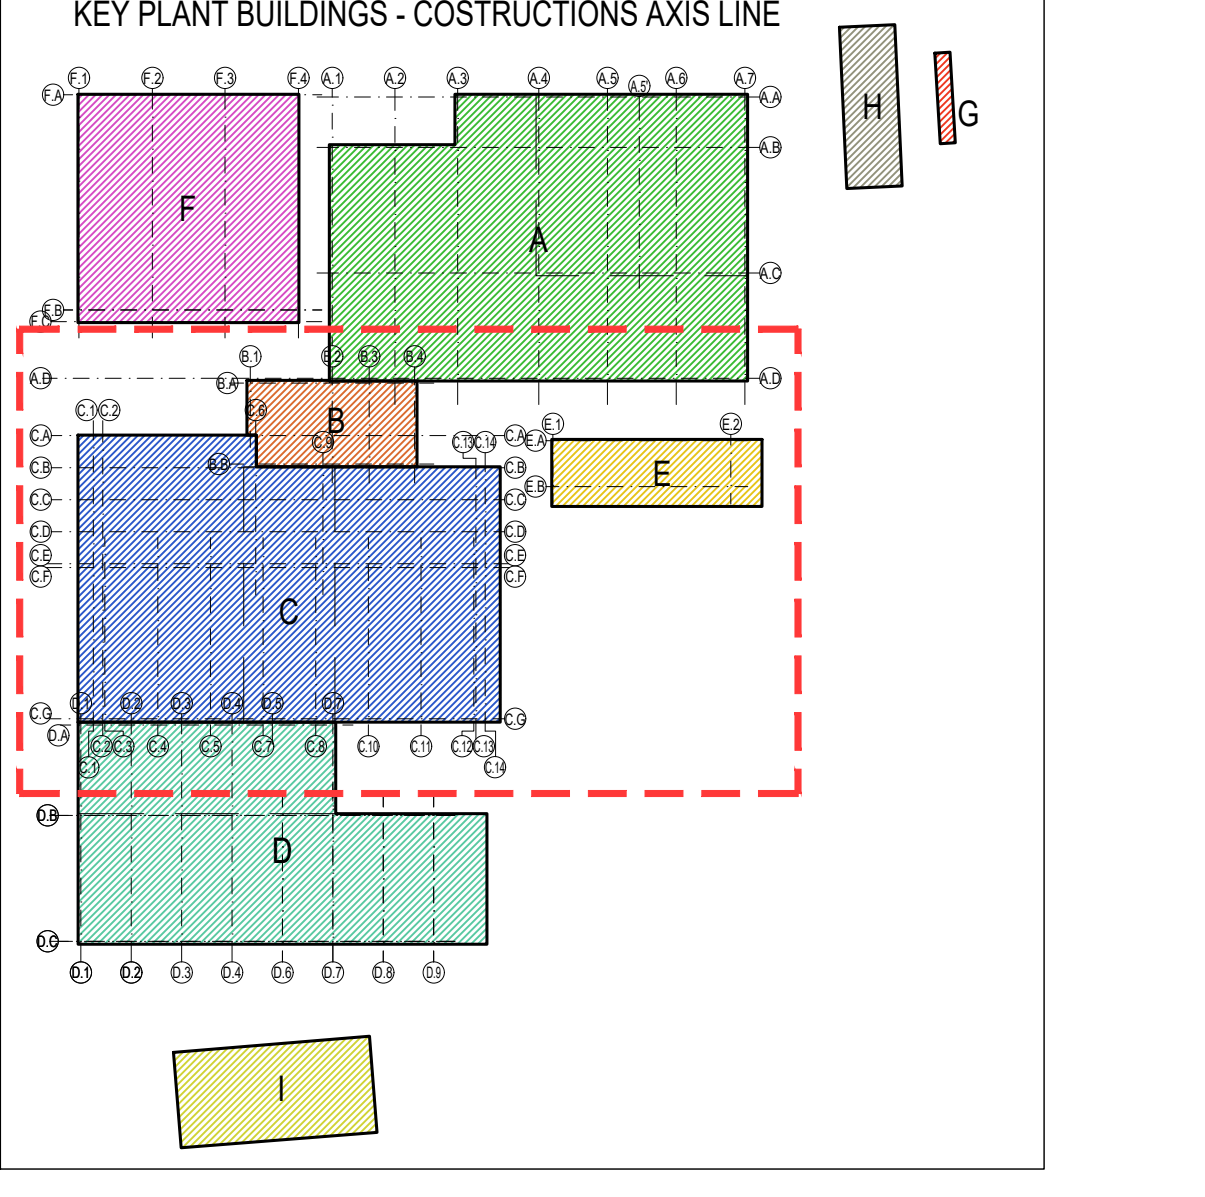 KEY PLANT BUILDINGS - COSTRUCTIONS AXIS LINE
H
G
F.1 F.2 F.3 F.4 A.1 A.2 A.3 A.4 A.5 A.5' A.6 A.7
F.A A.A
A.B
F
A
A.C
F.B
F.C
B.1 B.2 B.3 B.4
A.D B.A A.D
C.1 C.2 C.6
B
E.1 E.2
C.A C.9 C.13 C.14 C.A E.A
C.B B.B C.B
E
E.B
C.C C.C
C.D C.D
C.E C.E
C.F C.F
C
D.1 D.2 D.3 D.4 D.5 D.7
C.G C.G
D.A
C.2 C.3 C.4 C.5 C.7 C.8 C.10 C.11 C.12 C.13
C.1 C.14
D.B
D
D.C
D.1 D.2 D.3 D.4 D.6 D.7 D.8 D.9
I